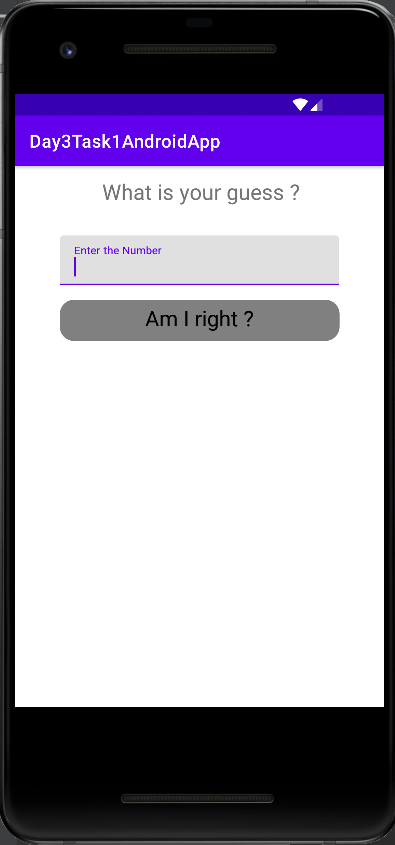 Day3Task1AndroidApp
What is your guess ?
Enter the Number
Am I right ?